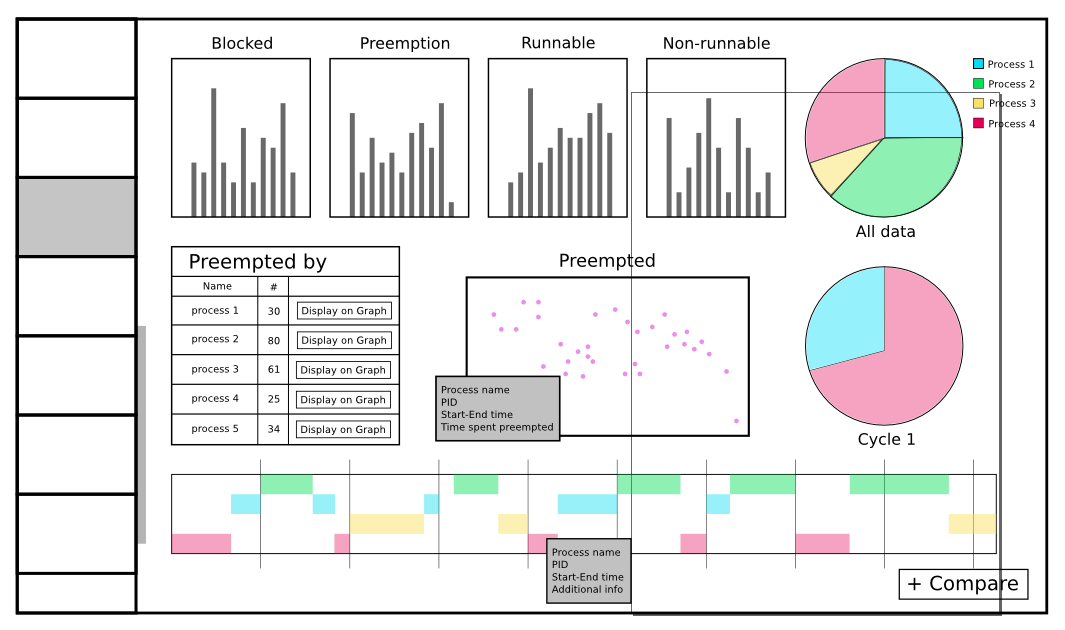 Blocked
Preemption
Runnable
Non-runnable
Process 1
Process 2
Process 3
Process 4
All data
Preempted by
Name #
process 1 30 Display on Graph
process 2 80 Display on Graph
process 3 61 Display on Graph
process 4 25 Display on Graph
process 5 34 Display on Graph
Preempted
Process name
PID
Start-End time
Time spent preempted
Cycle 1
Process name
PID
Start-End time
Additional info
+ Compare